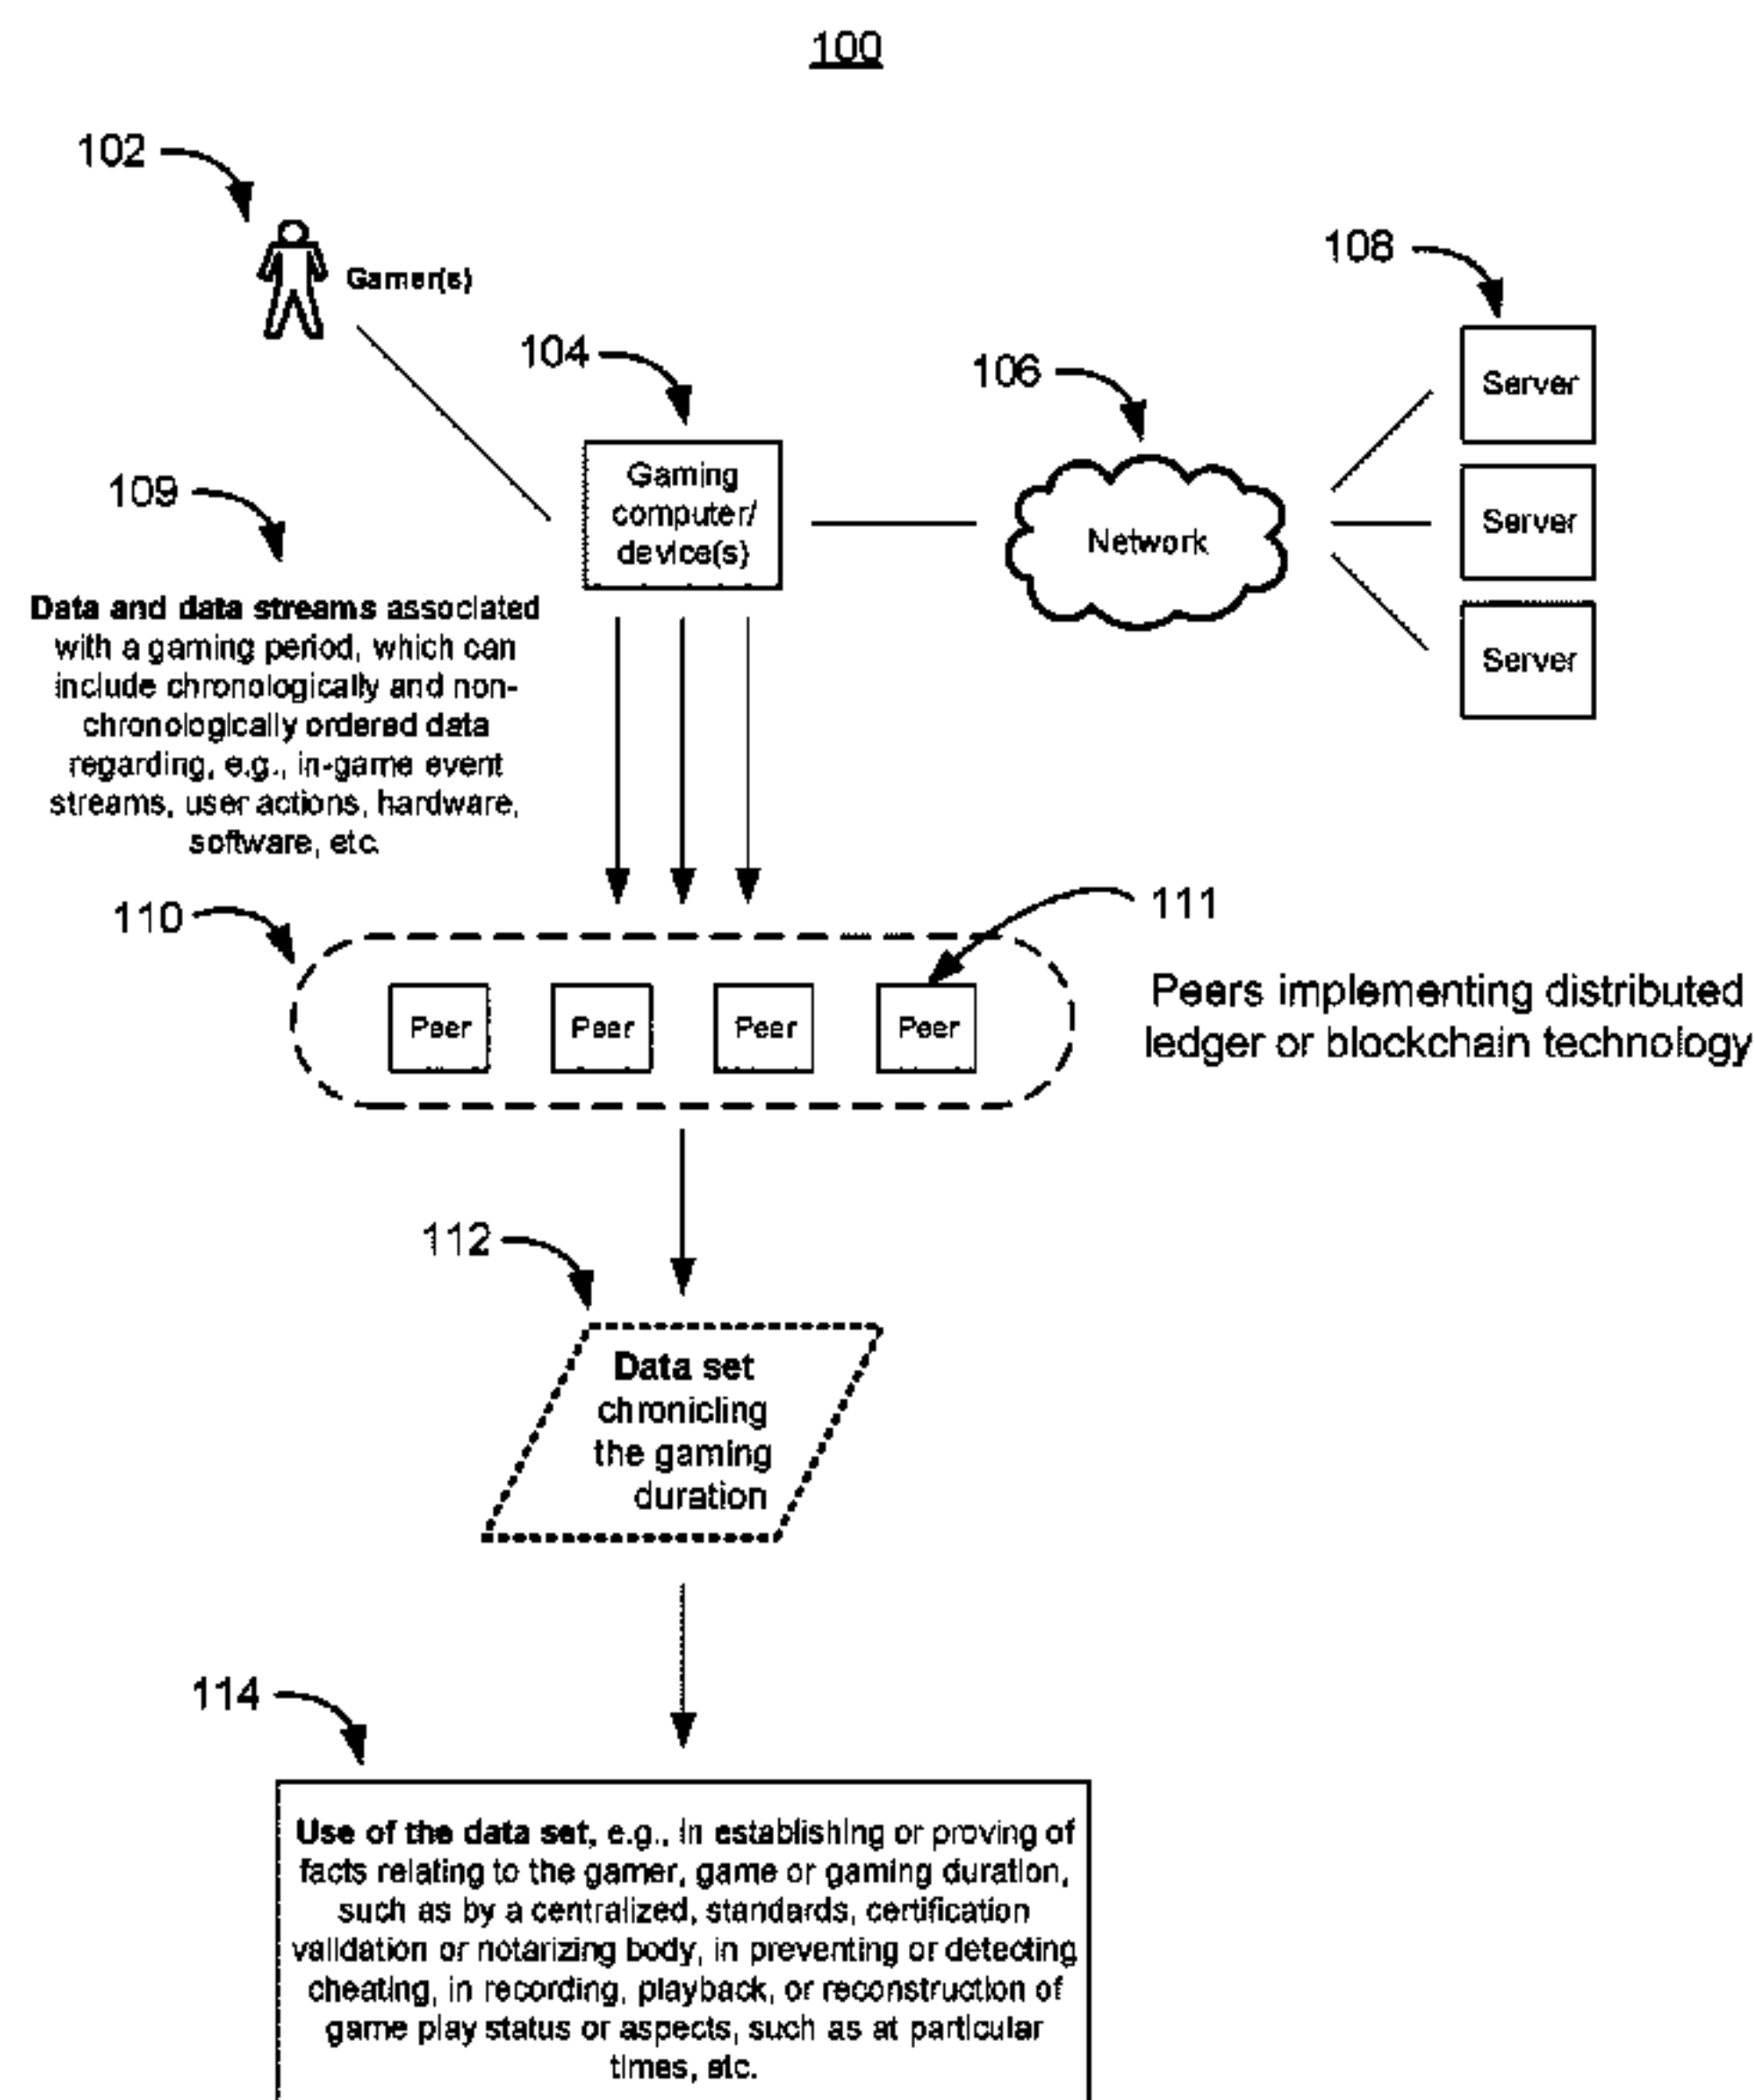 100
102
Gamer(s)
108
104
106
Server
Gaming
computer/
device(s)
Network
Server
Server
109
Data and data streams associated
with a gaming period, which can
include chronologically and non-
chronologically ordered data
regarding, e.g., in-game event
streams, user actions, hardware,
software, etc.
110
111
Peer
Peer
Peer
Peer
Peers implementing distributed
ledger or blockchain technology
112
Data set
chronicling
the gaming
duration
114
Use of the data set, e.g., in establishing or proving of
facts relating to the gamer, game or gaming duration,
such as by a centralized, standards, certification
validation or notarizing body, in preventing or detecting
cheating, in recording, playback, or reconstruction of
game play status or aspects, such as at particular
times, etc.